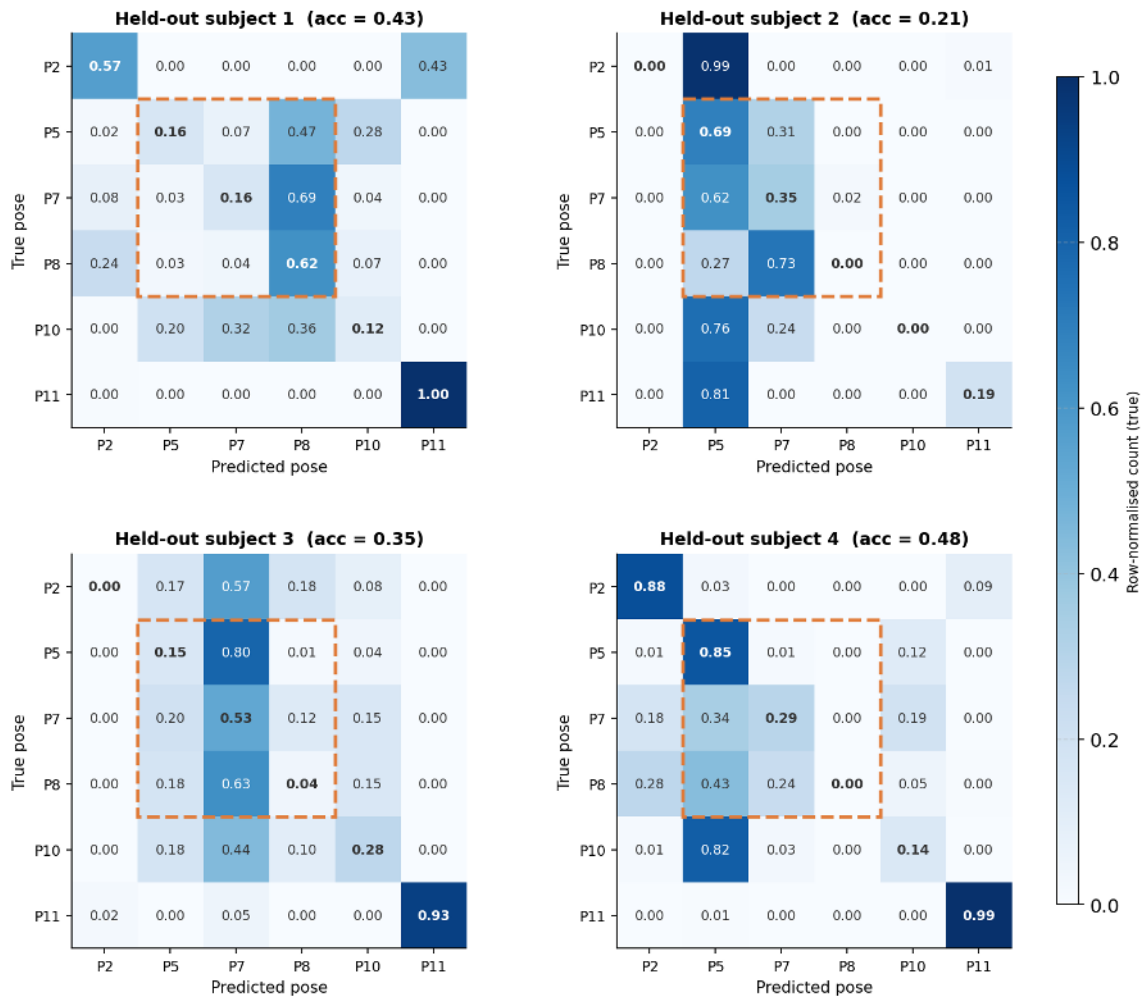 Held-out subject 1 (acc = 0.43)
True pose
P2 0.57 0.00 0.00 0.00 0.00 0.43
P5 0.02 0.16 0.07 0.47 0.28 0.00
P7 0.08 0.03 0.16 0.69 0.04 0.00
P8 0.24 0.03 0.04 0.62 0.07 0.00
P10 0.00 0.20 0.32 0.36 0.12 0.00
P11 0.00 0.00 0.00 0.00 0.00 1.00
P2 P5 P7 P8 P10 P11
Predicted pose
Held-out subject 2 (acc = 0.21)
True pose
P2 0.00 0.99 0.00 0.00 0.00 0.01
P5 0.00 0.69 0.31 0.00 0.00 0.00
P7 0.00 0.62 0.35 0.02 0.00 0.00
P8 0.00 0.27 0.73 0.00 0.00 0.00
P10 0.00 0.76 0.24 0.00 0.00 0.00
P11 0.00 0.81 0.00 0.00 0.00 0.19
P2 P5 P7 P8 P10 P11
Predicted pose
Held-out subject 3 (acc = 0.35)
True pose
P2 0.00 0.17 0.57 0.18 0.08 0.00
P5 0.00 0.15 0.80 0.01 0.04 0.00
P7 0.00 0.20 0.53 0.12 0.15 0.00
P8 0.00 0.18 0.63 0.04 0.15 0.00
P10 0.00 0.18 0.44 0.10 0.28 0.00
P11 0.02 0.00 0.05 0.00 0.00 0.93
P2 P5 P7 P8 P10 P11
Predicted pose
Held-out subject 4 (acc = 0.48)
True pose
P2 0.88 0.03 0.00 0.00 0.00 0.09
P5 0.01 0.85 0.01 0.00 0.12 0.00
P7 0.18 0.34 0.29 0.00 0.19 0.00
P8 0.28 0.43 0.24 0.00 0.05 0.00
P10 0.01 0.82 0.03 0.00 0.14 0.00
P11 0.00 0.01 0.00 0.00 0.00 0.99
P2 P5 P7 P8 P10 P11
Predicted pose
1.0
0.8
0.6
0.4
0.2
0.0
Row-normalised count (true)